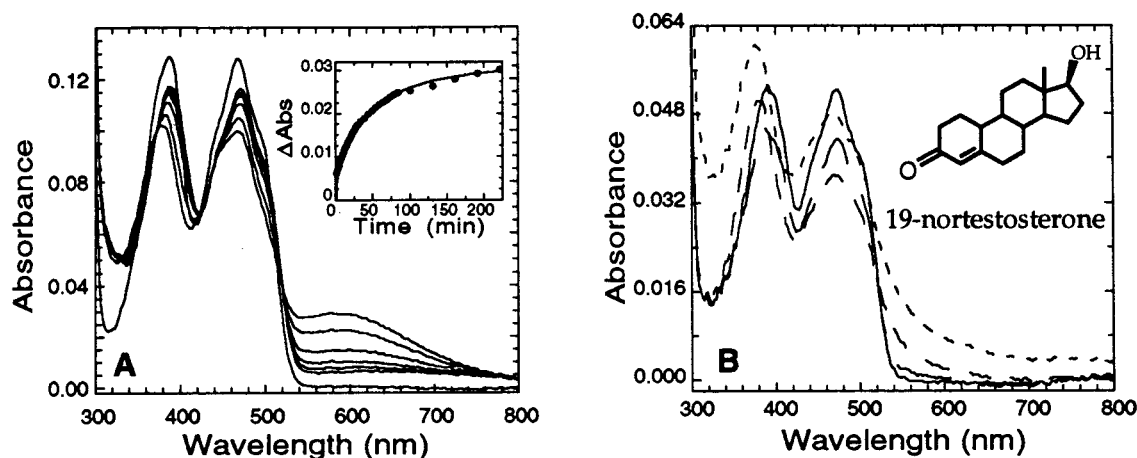 0.12
0.08
0.04
0.00
Absorbance
300 400 500 600 700 800
Wavelength (nm)
A
0.03
0.02
0.01
0
ΔAbs
0 50 100 150 200
Time (min)
0.064
0.048
0.032
0.016
0.000
Absorbance
300 400 500 600 700 800
Wavelength (nm)
B
OH
O
19-nortestosterone